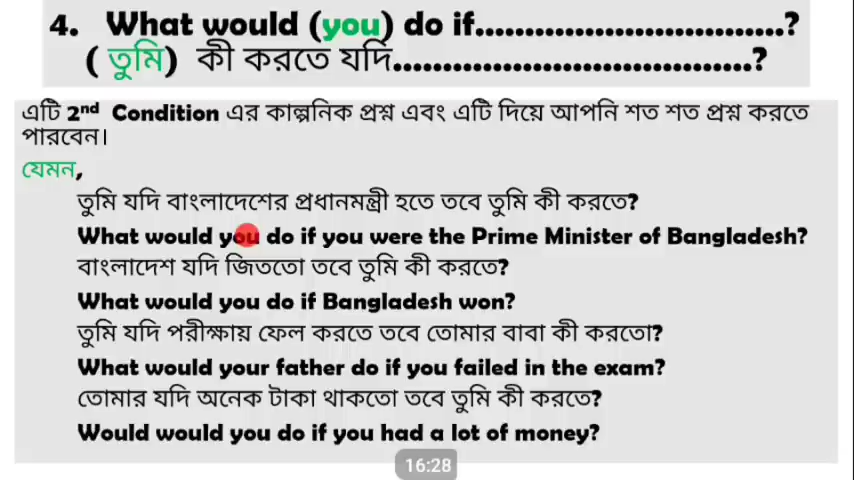 4. What would (you) do if...............................?
( তুমি) কী করতে যদি....................................?
এটি 2nd Condition এর কাল্পনিক প্রশ্ন এবং এটি দিয়ে আপনি শত শত প্রশ্ন করতে
পারবেন।
যেমন,
তুমি যদি বাংলাদেশের প্রধানমন্ত্রী হতে তবে তুমি কী করতে?
What would you do if you were the Prime Minister of Bangladesh?
বাংলাদেশ যদি জিততো তবে তুমি কী করতে?
What would you do if Bangladesh won?
তুমি যদি পরীক্ষায় ফেল করতে তবে তোমার বাবা কী করতো?
What would your father do if you failed in the exam?
তোমার যদি অনেক টাকা থাকতো তবে তুমি কী করতে?
Would would you do if you had a lot of money?
16:28